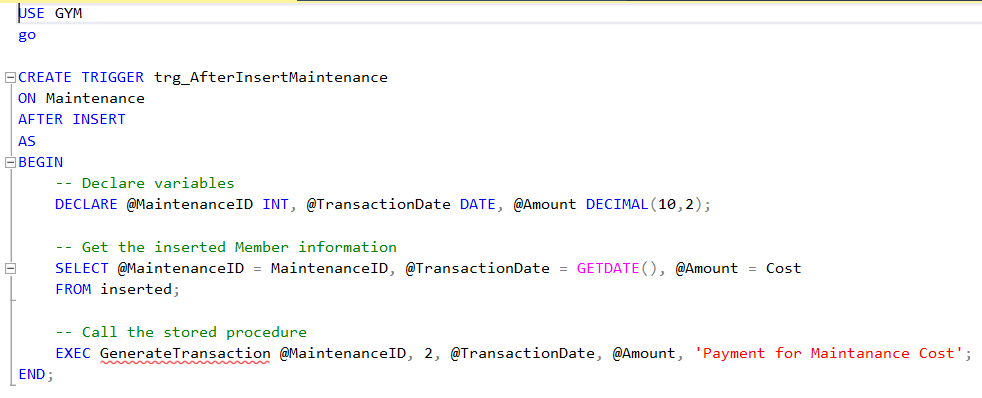 USE GYM
go
CREATE TRIGGER trg_AfterInsertMaintenance
ON Maintenance
AFTER INSERT
AS
BEGIN
-- Declare variables
DECLARE @MaintenanceID INT, @TransactionDate DATE, @Amount DECIMAL(10,2);
-- Get the inserted Member information
SELECT @MaintenanceID = MaintenanceID, @TransactionDate = GETDATE(), @Amount = Cost
FROM inserted;
-- Call the stored procedure
EXEC GenerateTransaction @MaintenanceID, 2, @TransactionDate, @Amount, 'Payment for Maintanance Cost';
END;